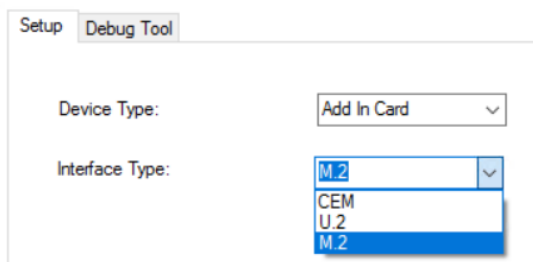 Setup Debug Tool
Device Type: Add In Card
Interface Type: M.2
CEM
U.2
M.2